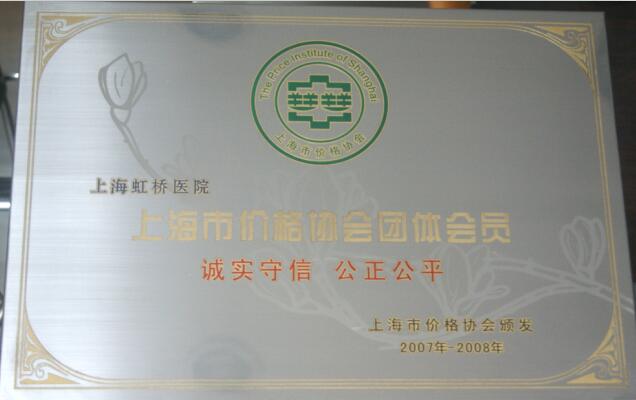 The Price Institute of Shanghai
上海市价格协会
上海虹桥医院
上海市价格协会团体会员
诚实守信 公正公平
上海市价格协会颁发
2007年-2008年